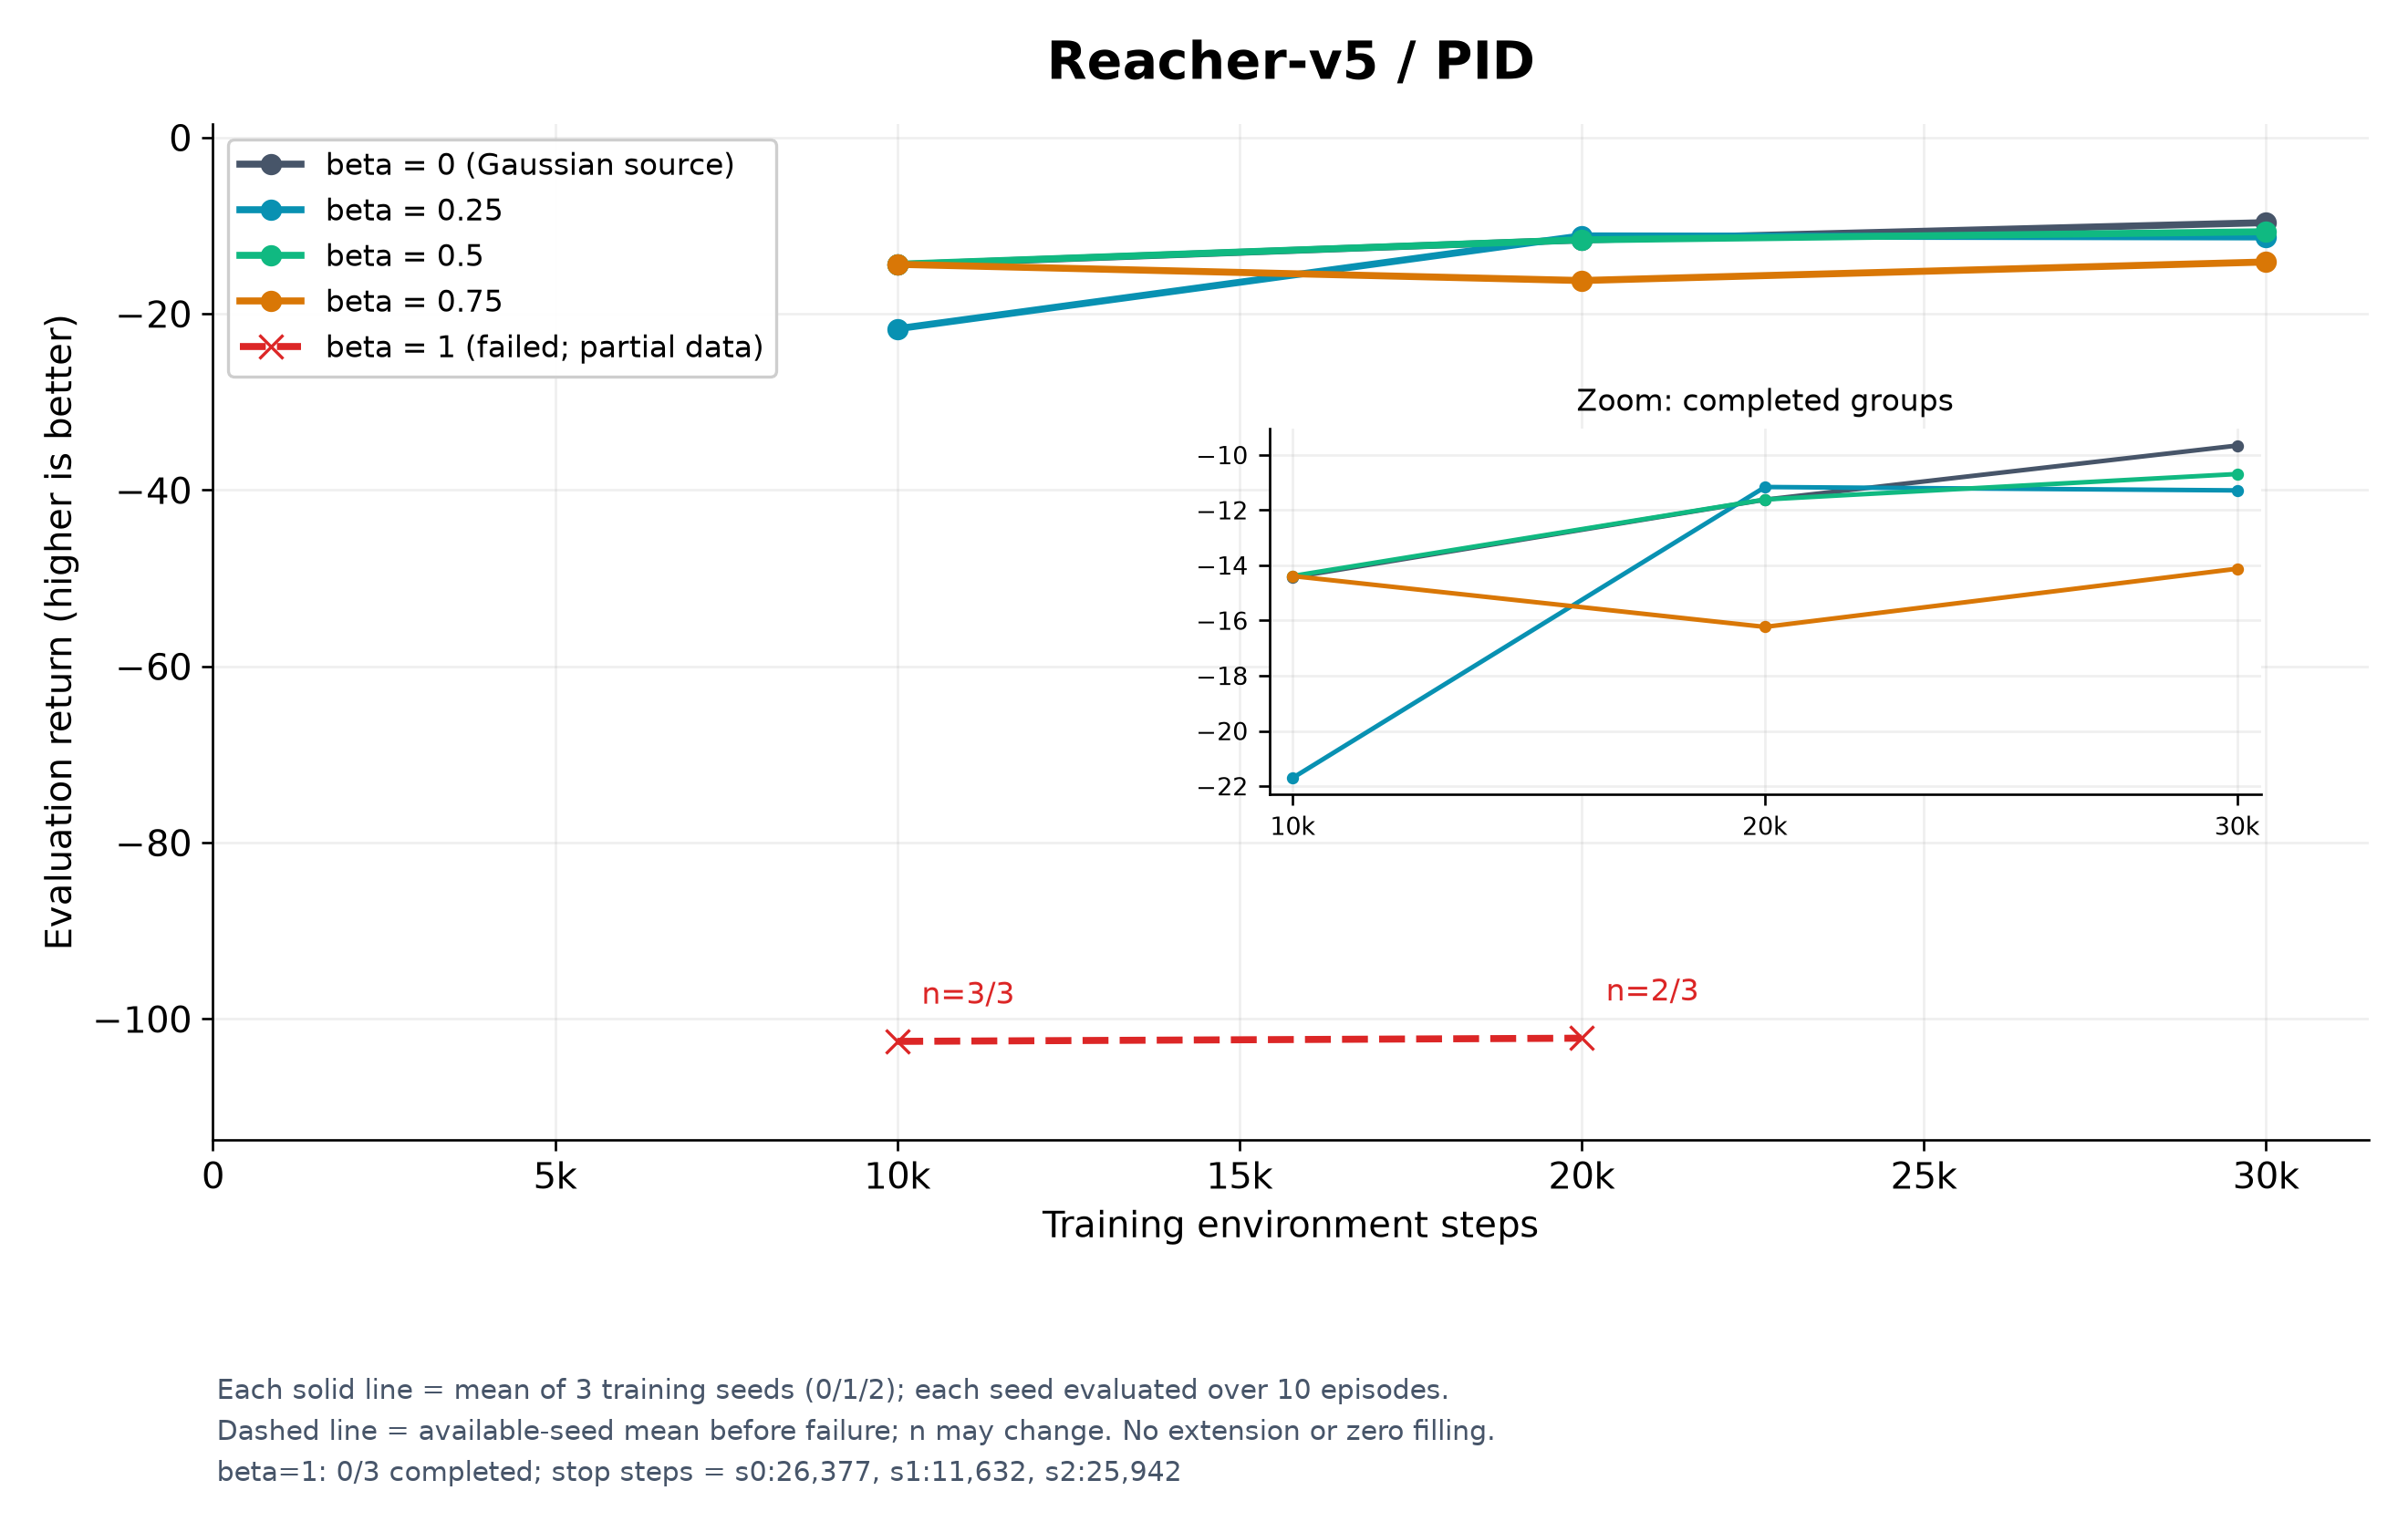 Reacher-v5 / PID
Evaluation return (higher is better)
0
−20
−40
−60
−80
−100
beta = 0 (Gaussian source)
beta = 0.25
beta = 0.5
beta = 0.75
beta = 1 (failed; partial data)
Zoom: completed groups
−10
−12
−14
−16
−18
−20
−22
10k 20k 30k
n=3/3 n=2/3
0 5k 10k 15k 20k 25k 30k
Training environment steps
Each solid line = mean of 3 training seeds (0/1/2); each seed evaluated over 10 episodes.
Dashed line = available-seed mean before failure; n may change. No extension or zero filling.
beta=1: 0/3 completed; stop steps = s0:26,377, s1:11,632, s2:25,942